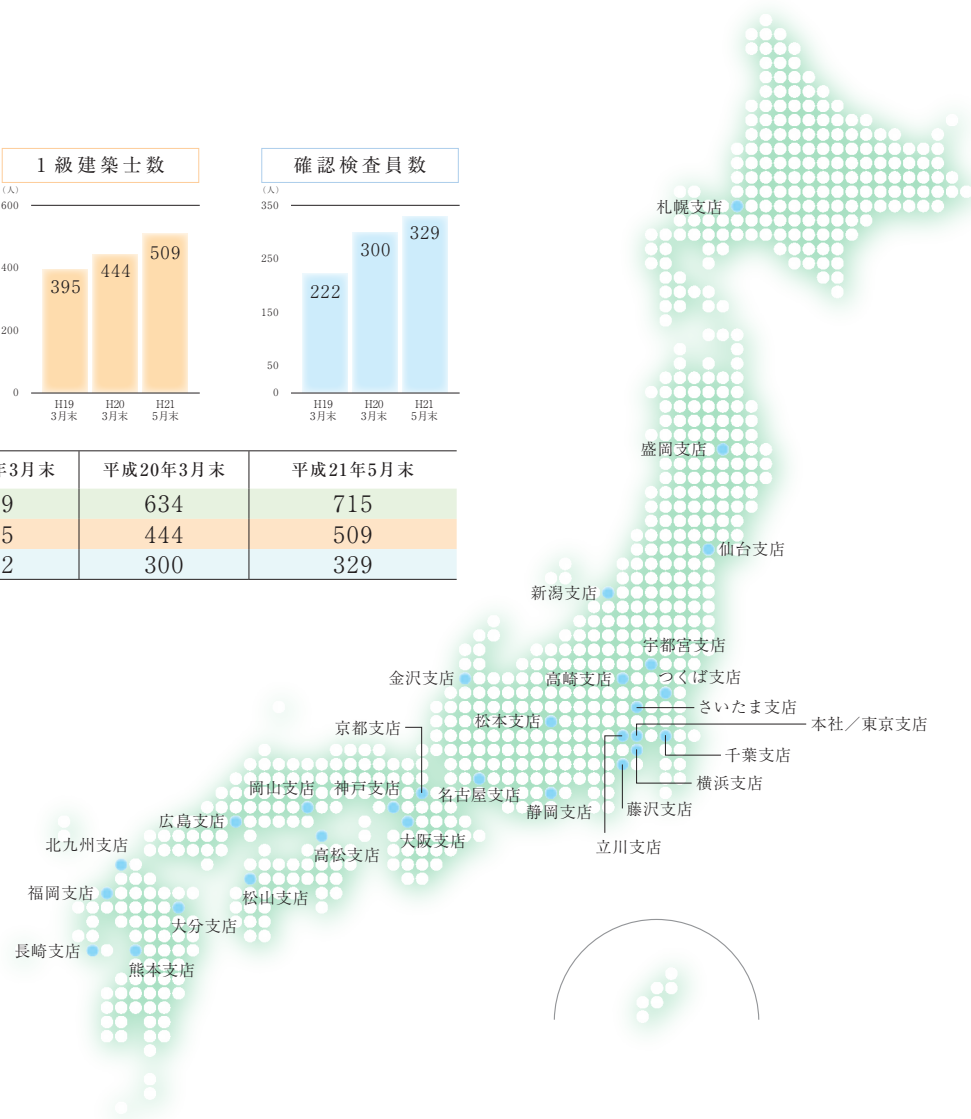 1級建築士数
(人)
600
400
200
0
395
444
509
H19
3月末
H20
3月末
H21
5月末
確認検査員数
(人)
350
250
150
50
0
222
300
329
H19
3月末
H20
3月末
H21
5月末
年3月末 平成20年3月末 平成21年5月末
9 634 715
5 444 509
2 300 329
札幌支店
盛岡支店
仙台支店
新潟支店
宇都宮支店
金沢支店
高崎支店
つくば支店
さいたま支店
京都支店
松本支店
本社／東京支店
千葉支店
横浜支店
岡山支店
神戸支店
名古屋支店
静岡支店
藤沢支店
広島支店
北九州支店
高松支店
大阪支店
立川支店
福岡支店
松山支店
大分支店
長崎支店
熊本支店